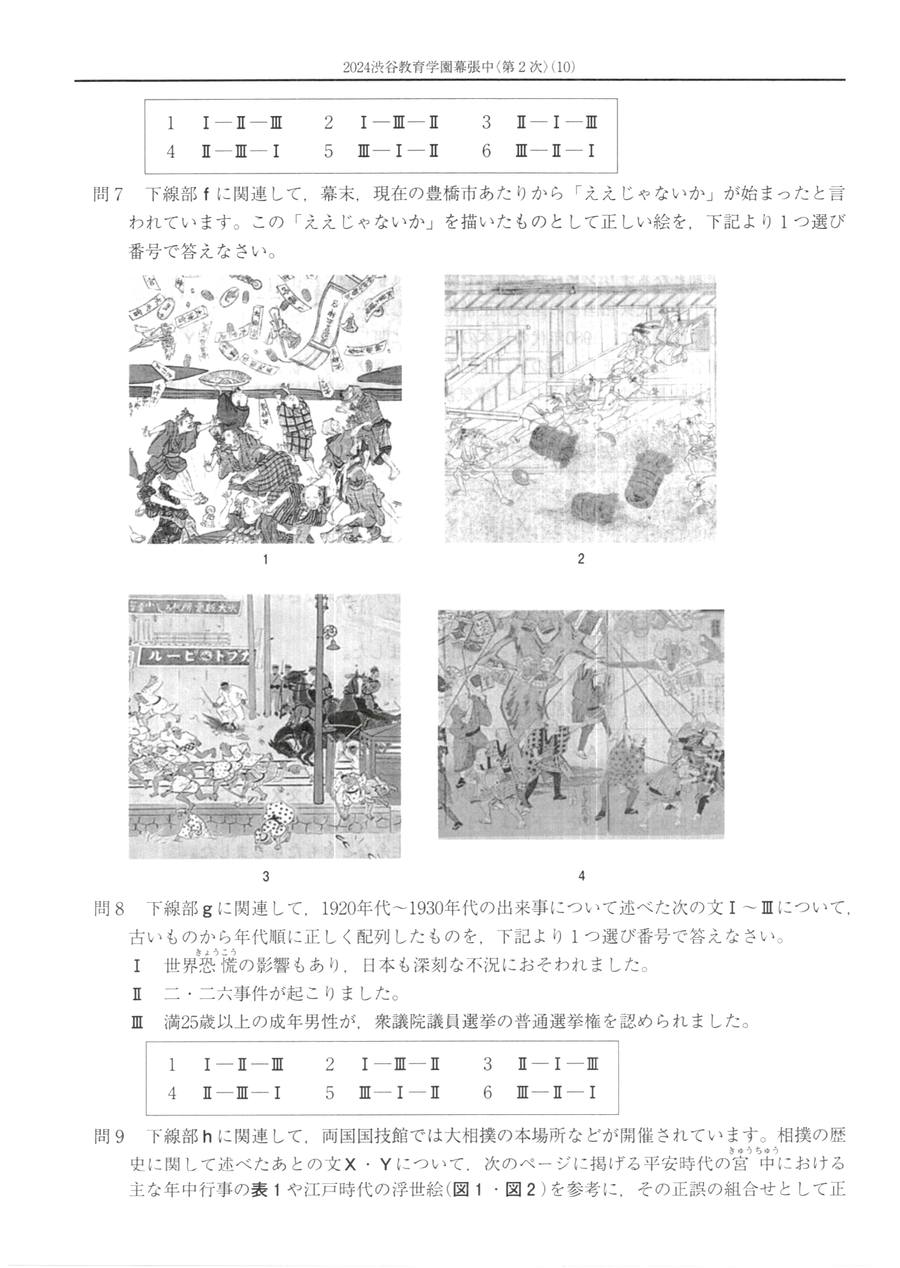 2024渋谷教育学園幕張中〈第2次〉(10)
1 Ⅰ―Ⅱ―Ⅲ 2 Ⅰ―Ⅲ―Ⅱ 3 Ⅱ―Ⅰ―Ⅲ
4 Ⅱ―Ⅲ―Ⅰ 5 Ⅲ―Ⅰ―Ⅱ 6 Ⅲ―Ⅱ―Ⅰ
問7 下線部fに関連して，幕末，現在の豊橋市あたりから「ええじゃないか」が始まったと言
われています。この「ええじゃないか」を描いたものとして正しい絵を，下記より1つ選び
番号で答えなさい。
1
2
カブトビール
3
4
問8 下線部gに関連して，1920年代～1930年代の出来事について述べた次の文Ⅰ～Ⅲについて，
古いものから年代順に正しく配列したものを，下記より1つ選び番号で答えなさい。
きょうこう
Ⅰ 世界恐慌の影響もあり，日本も深刻な不況におそわれました。
Ⅱ 二・二六事件が起こりました。
Ⅲ 満25歳以上の成年男性が，衆議院議員選挙の普通選挙権を認められました。
1 Ⅰ―Ⅱ―Ⅲ 2 Ⅰ―Ⅲ―Ⅱ 3 Ⅱ―Ⅰ―Ⅲ
4 Ⅱ―Ⅲ―Ⅰ 5 Ⅲ―Ⅰ―Ⅱ 6 Ⅲ―Ⅱ―Ⅰ
問9 下線部hに関連して，両国国技館では大相撲の本場所などが開催されています。相撲の歴
きゅうちゅう
史に関して述べたあとの文X・Yについて，次のページに掲げる平安時代の宮中における
主な年中行事の表1や江戸時代の浮世絵(図1・図2)を参考に，その正誤の組合せとして正